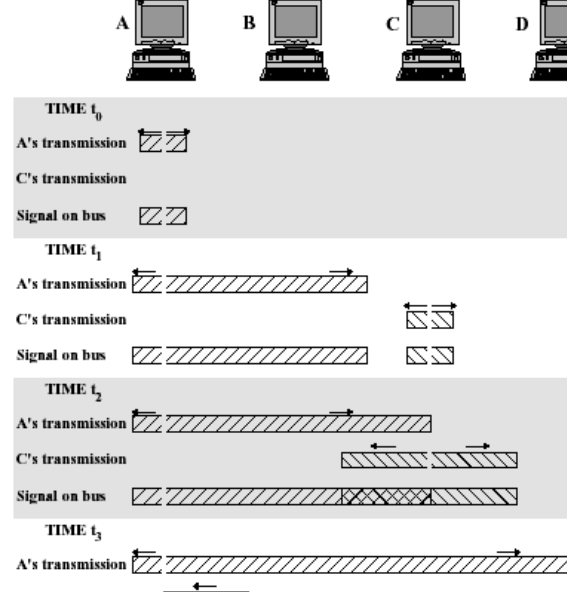 A B C D
TIME t0
A's transmission
C's transmission
Signal on bus
TIME t1
A's transmission
C's transmission
Signal on bus
TIME t2
A's transmission
C's transmission
Signal on bus
TIME t3
A's transmission